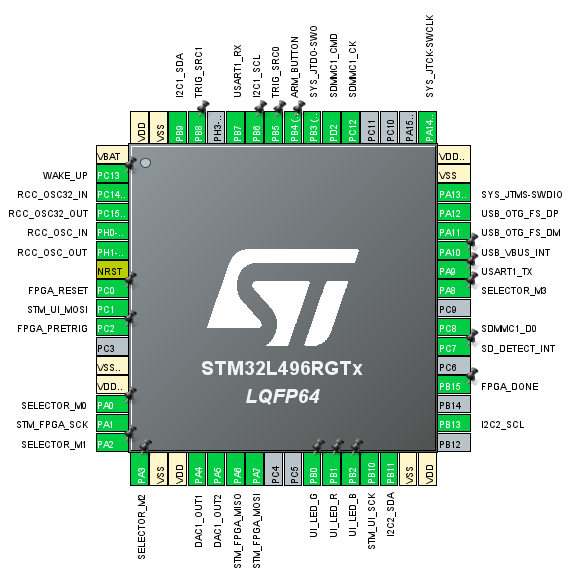 I2C1_SDA
TRIG_SRC1
USART1_RX
I2C1_SCL
TRIG_SRC0
ARM_BUTTON
SYS_JTDO-SWO
SDMMC1_CMD
SDMMC1_CK
SYS_JTCK-SWCLK
VDD
VSS
PB9
PB8
PH3-..
PB7
PB6
PB5
PB4 (..
PB3 (..
PD2
PC12
PC11
PC10
PA15..
PA14..
VBAT
WAKE_UP PC13
RCC_OSC32_IN PC14..
RCC_OSC32_OUT PC15..
RCC_OSC_IN PH0-..
RCC_OSC_OUT PH1-..
NRST
FPGA_RESET PC0
STM_UI_MOSI PC1
FPGA_PRETRIG PC2
PC3
VSS..
VDD..
SELECTOR_M0 PA0
STM_FPGA_SCK PA1
SELECTOR_M1 PA2
STM32L496RGTx
LQFP64
VDD..
VSS
PA13.. SYS_JTMS-SWDIO
PA12 USB_OTG_FS_DP
PA11 USB_OTG_FS_DM
PA10 USB_VBUS_INT
PA9 USART1_TX
PA8 SELECTOR_M3
PC9
PC8 SDMMC1_D0
PC7 SD_DETECT_INT
PC6
PB15 FPGA_DONE
PB14
PB13 I2C2_SCL
PB12
PA3
VSS
VDD
PA4
PA5
PA6
PA7
PC4
PC5
PB0
PB1
PB2
PB10
PB11
VSS
VDD
SELECTOR_M2
DAC1_OUT1
DAC1_OUT2
STM_FPGA_MISO
STM_FPGA_MOSI
UI_LED_G
UI_LED_R
UI_LED_B
STM_UI_SCK
I2C2_SDA